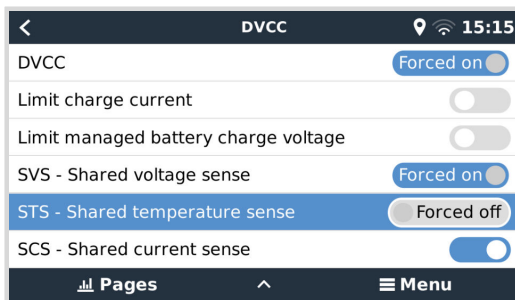 DVCC 15:15
DVCC Forced on
Limit charge current
Limit managed battery charge voltage
SVS - Shared voltage sense Forced on
STS - Shared temperature sense Forced off
SCS - Shared current sense
Pages Menu